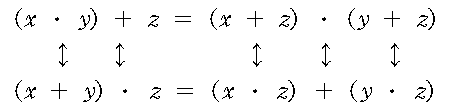 (x · y) + z = (x + z) · (y + z)
↕ ↕ ↕ ↕ ↕
(x + y) · z = (x · z) + (y · z)